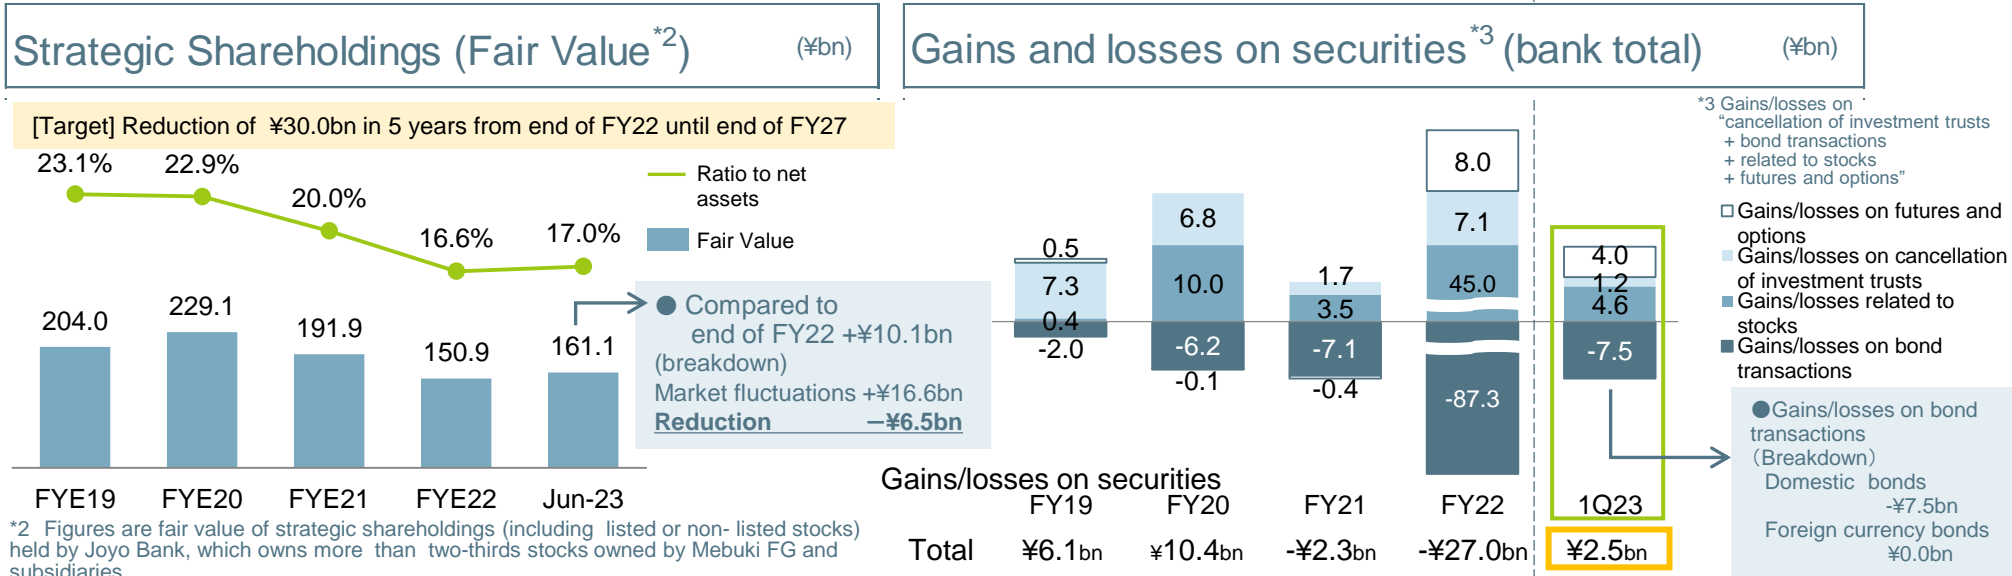 Strategic Shareholdings (Fair Value*2) (¥bn)
[Target] Reduction of ¥30.0bn in 5 years from end of FY22 until end of FY27
23.1%
22.9%
20.0%
16.6%
17.0%
Ratio to net
assets
Fair Value
204.0
229.1
191.9
150.9
161.1
FYE19
FYE20
FYE21
FYE22
Jun-23
● Compared to
end of FY22 +¥10.1bn
(breakdown)
Market fluctuations +¥16.6bn
Reduction －¥6.5bn
*2 Figures are fair value of strategic shareholdings (including listed or non- listed stocks)
held by Joyo Bank, which owns more than two-thirds stocks owned by Mebuki FG and
subsidiaries
Gains and losses on securities*3 (bank total) (¥bn)
*3 Gains/losses on
“cancellation of investment trusts
+ bond transactions
+ related to stocks
+ futures and options”
Gains/losses on futures and
options
Gains/losses on cancellation
of investment trusts
Gains/losses related to
stocks
Gains/losses on bond
transactions
0.5
7.3
0.4
-2.0
6.8
10.0
-6.2
-0.1
1.7
3.5
-7.1
-0.4
8.0
7.1
45.0
-87.3
4.0
1.2
4.6
-7.5
Gains/losses on securities
FY19
FY20
FY21
FY22
1Q23
Total ¥6.1bn ¥10.4bn -¥2.3bn -¥27.0bn ¥2.5bn
●Gains/losses on bond
transactions
（Breakdown）
Domestic bonds
-¥7.5bn
Foreign currency bonds
¥0.0bn